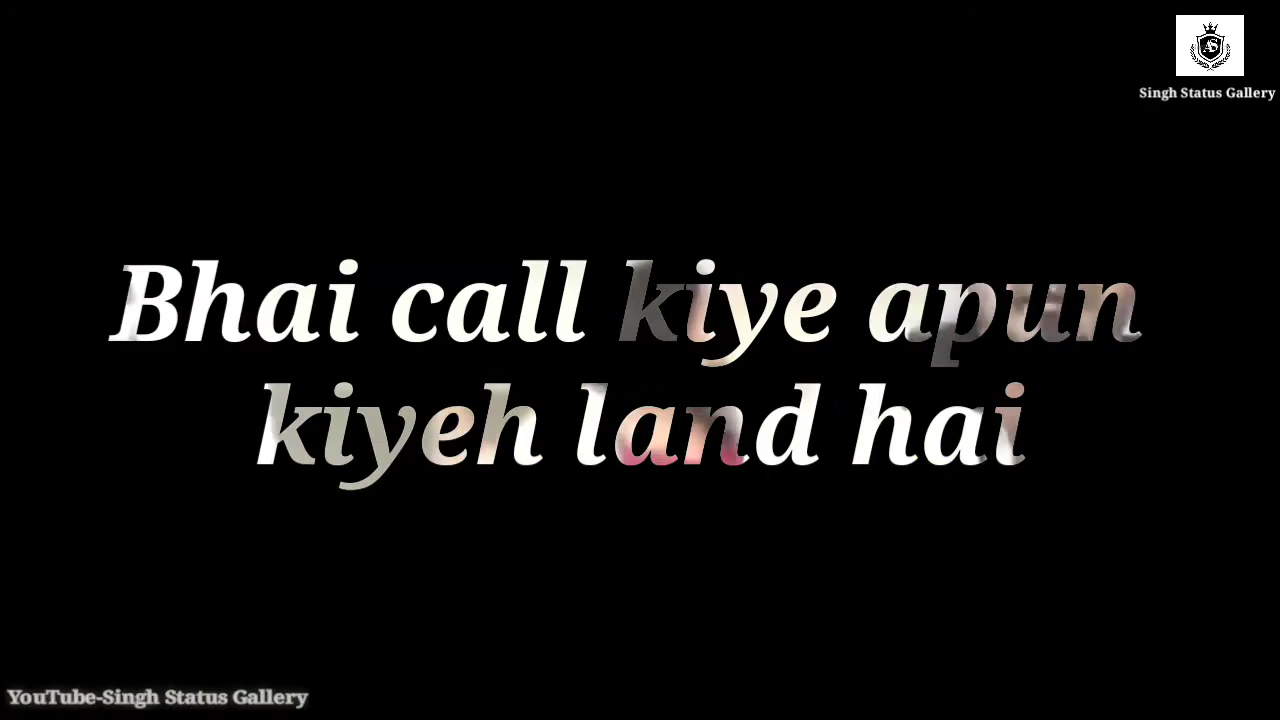 Singh Status Gallery
Bhai call kiye apun
kiyeh land hai
YouTube-Singh Status Gallery